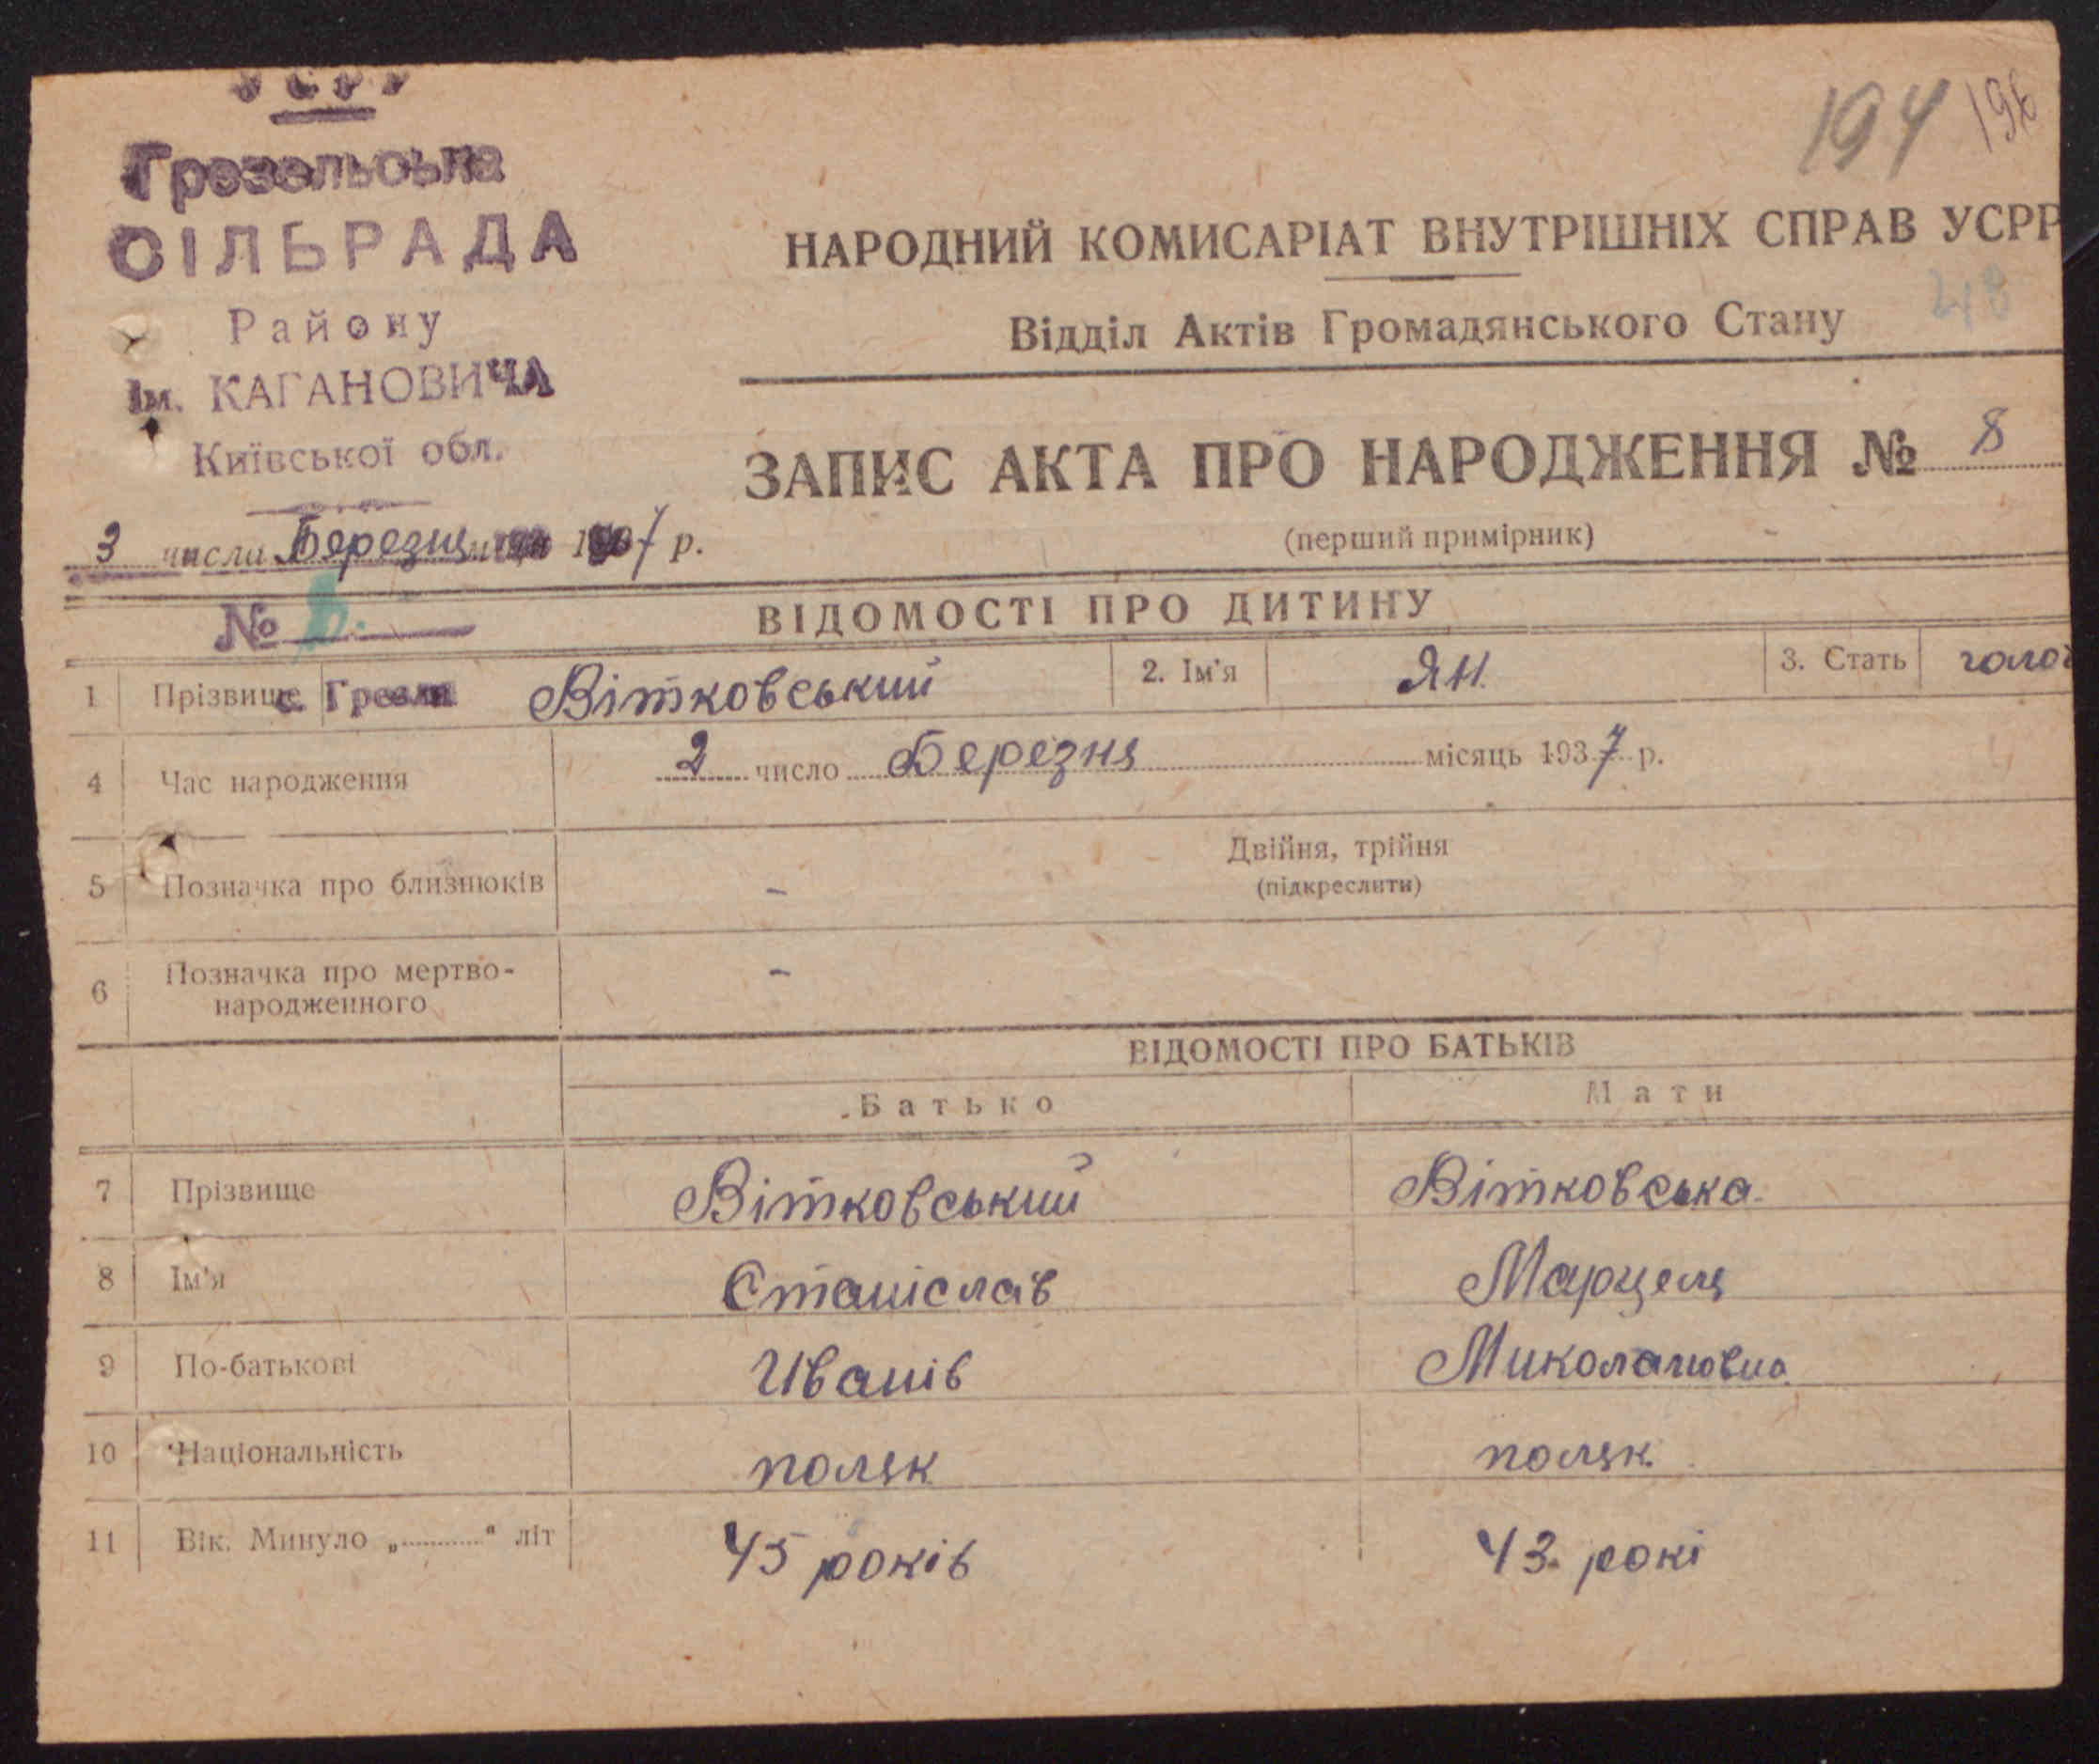 УСРР
Грезельська
СІЛЬРАДА
Району
Ім. КАГАНОВИЧА
Київської обл.
3 числа Березня 1937 р.
№ 8.
194 196
НАРОДНИЙ КОМИСАРІАТ ВНУТРІШНІХ СПРАВ УСРР
48
Відділ Актів Громадянського Стану
ЗАПИС АКТА ПРО НАРОДЖЕННЯ № 8
(перший примірник)
ВІДОМОСТІ ПРО ДИТИНУ
1 Прізвище с. Грезля Вітковський 2. Ім'я Ян. 3. Стать
4 Час народження 2 число Березня місяць 1937 р.
5 Позначка про близнюків - Двійня, трійня
(підкреслити)
6 Позначка про мертво-
народженного -
ВІДОМОСТІ ПРО БАТЬКІВ
Батько Мати
7 Прізвище Вітковський Вітковська
8 Ім'я Станіслав Марцеля
9 По-батькові Иванів Миколаювна
10 Національність поляк поляк.
11 Вік. Минуло „..........“ літ 45 років 43 рокі